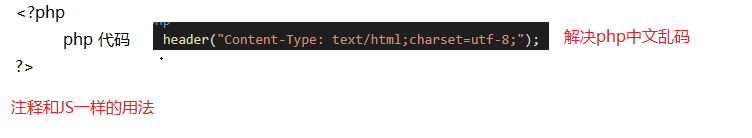 <?php
php 代码 header("Content-Type: text/html;charset=utf-8;"); 解决php中文乱码
?>
注释和JS一样的用法